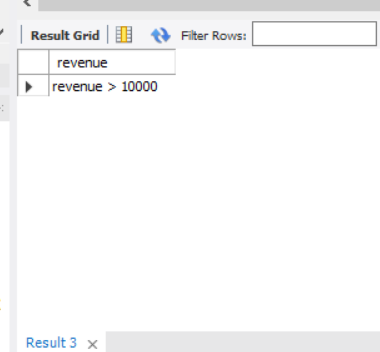 Result Grid Filter Rows:
revenue
revenue > 10000
Result 3 ×